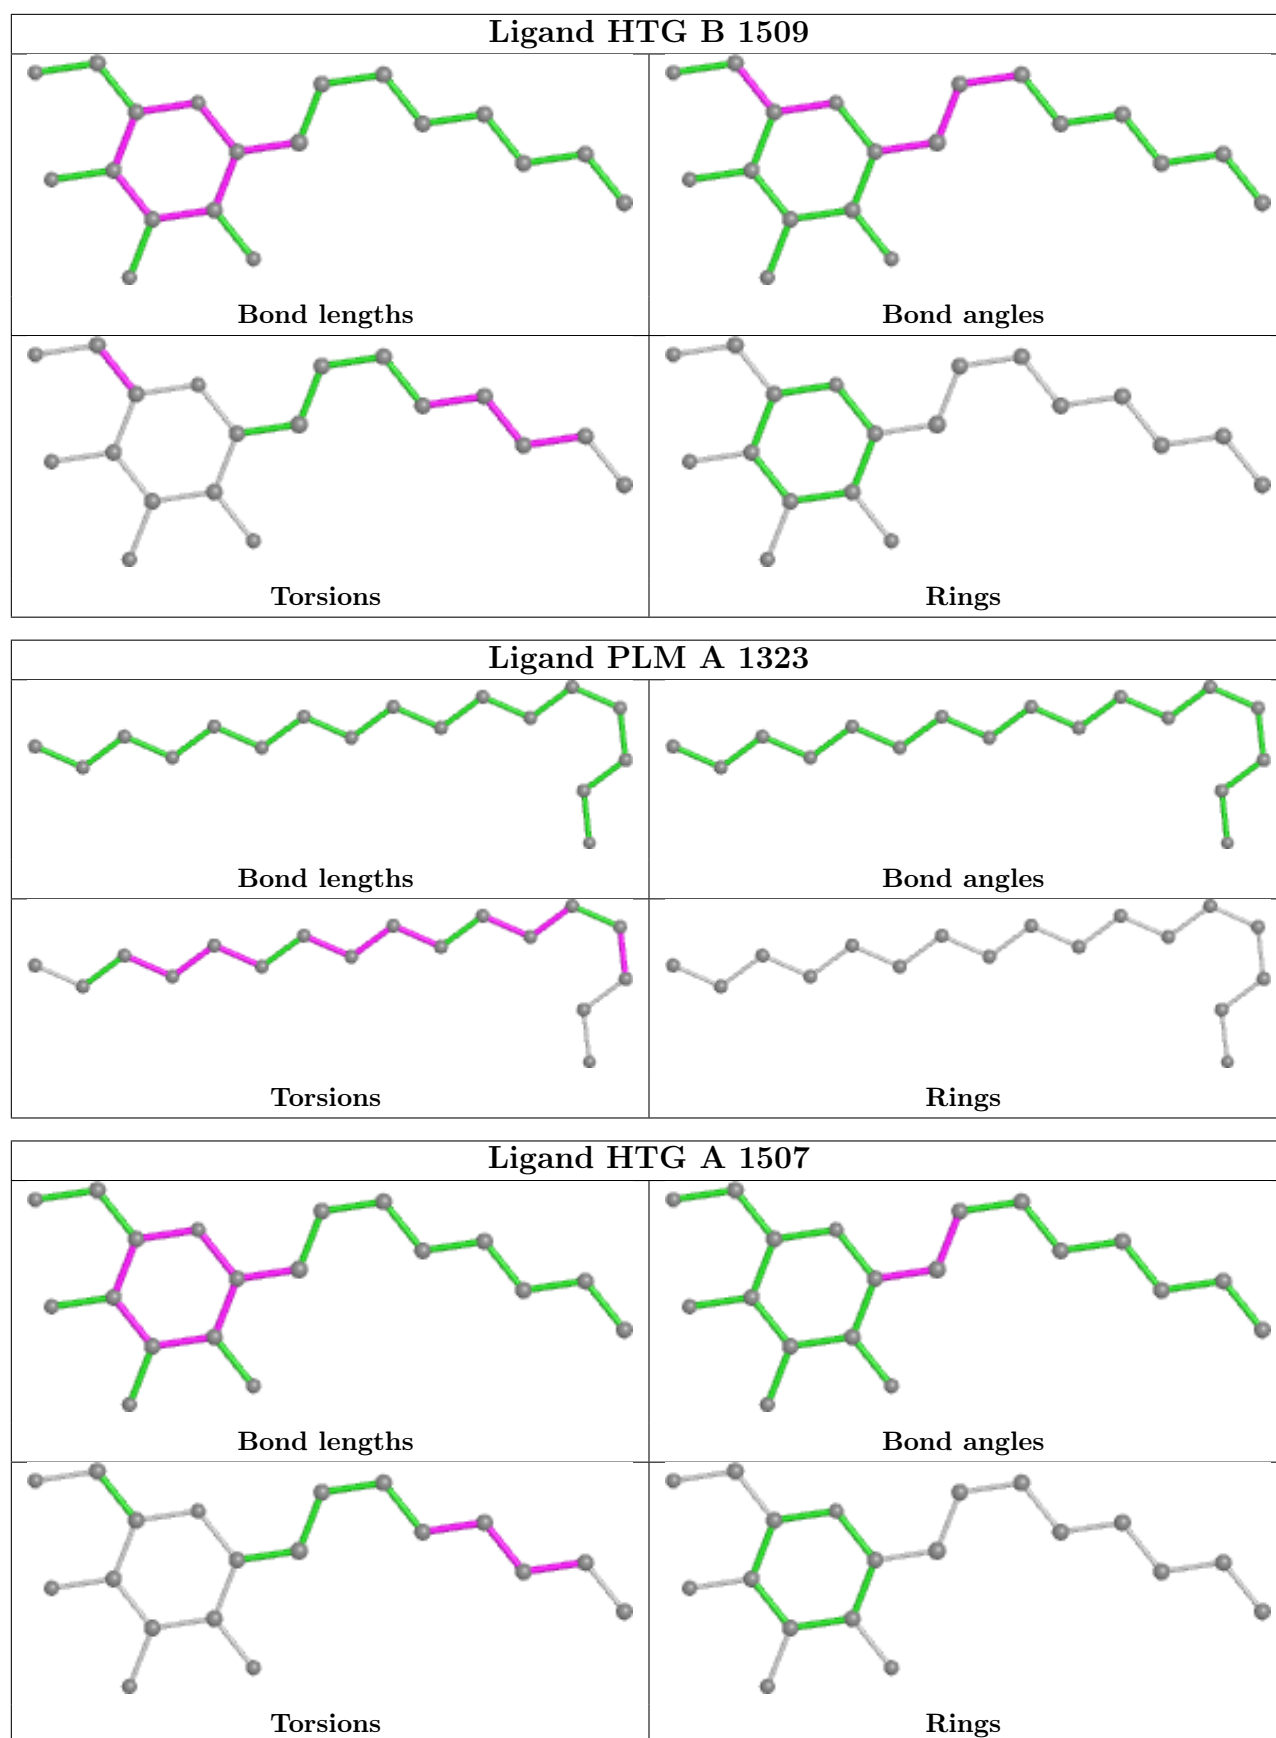 Ligand HTG B 1509
Bond lengths
Bond angles
Torsions
Rings
Ligand PLM A 1323
Bond lengths
Bond angles
Torsions
Rings
Ligand HTG A 1507
Bond lengths
Bond angles
Torsions
Rings